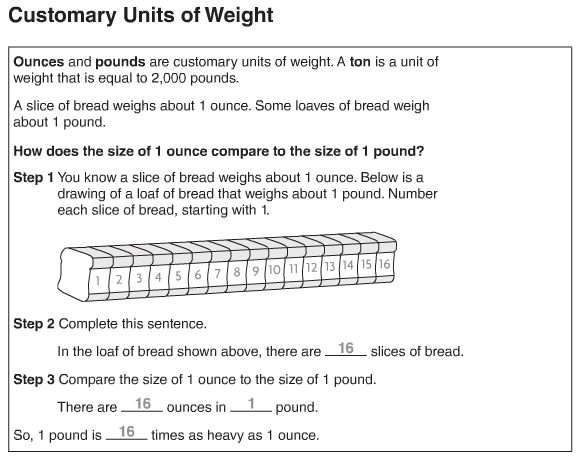 Customary Units of Weight
Ounces and pounds are customary units of weight. A ton is a unit of
weight that is equal to 2,000 pounds.
A slice of bread weighs about 1 ounce. Some loaves of bread weigh
about 1 pound.
How does the size of 1 ounce compare to the size of 1 pound?
Step 1 You know a slice of bread weighs about 1 ounce. Below is a
drawing of a loaf of bread that weighs about 1 pound. Number
each slice of bread, starting with 1.
1 2 3 4 5 6 7 8 9 10 11 12 13 14 15 16
Step 2 Complete this sentence.
In the loaf of bread shown above, there are 16 slices of bread.
Step 3 Compare the size of 1 ounce to the size of 1 pound.
There are 16 ounces in 1 pound.
So, 1 pound is 16 times as heavy as 1 ounce.